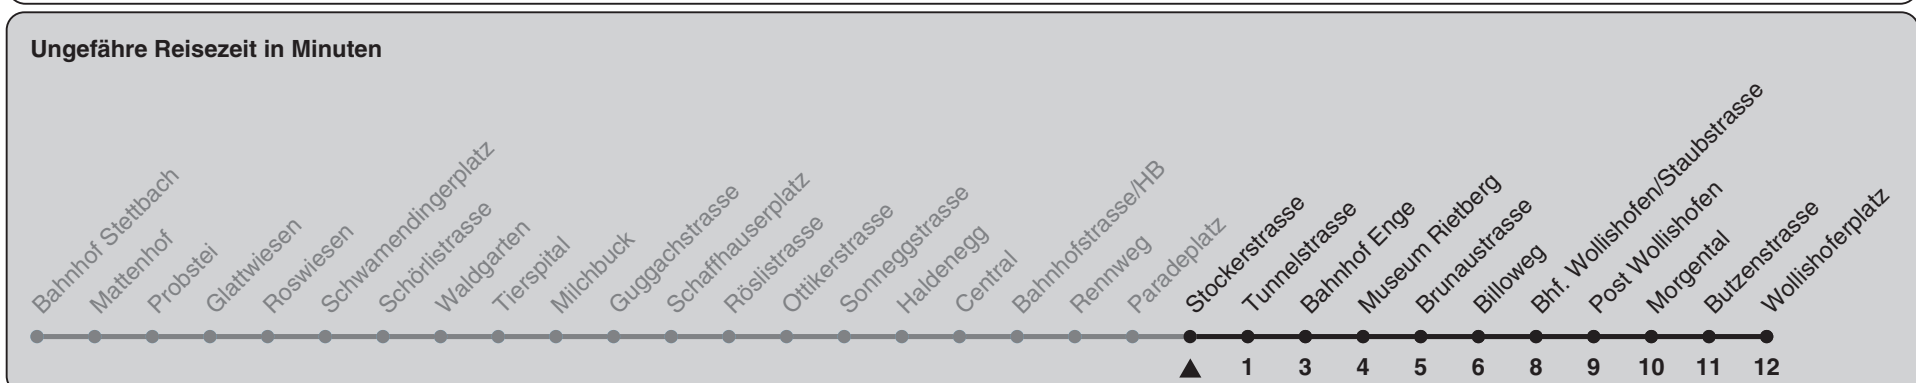 Ungefähre Reisezeit in Minuten
Bahnhof Stettbach
Mattenhof
Probstei
Glattwiesen
Roswiesen
Schwamendingerplatz
Schörlistrasse
Waldgarten
Tierspital
Milchbuck
Guggachstrasse
Schaffhauserplatz
Röslistrasse
Ottikerstrasse
Sonneggstrasse
Haldenegg
Central
Bahnhofstrasse/HB
Rennweg
Paradeplatz
Stockerstrasse
Tunnelstrasse
Bahnhof Enge
Museum Rietberg
Brunaustrasse
Billoweg
Bhf. Wollishofen/Staubstrasse
Post Wollishofen
Morgental
Butzenstrasse
Wollishoferplatz
1 3 4 5 6 8 9 10 11 12